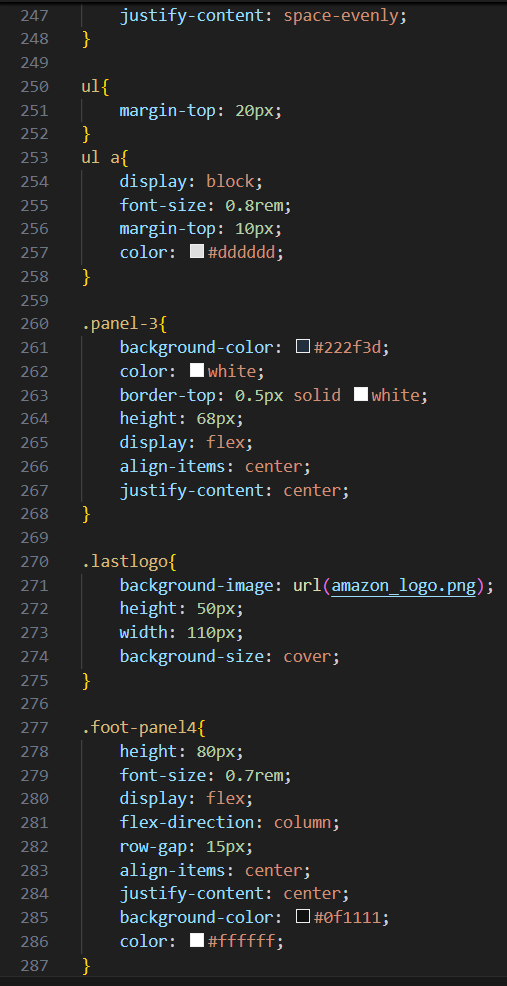 247 justify-content: space-evenly;
248 }
249
250 ul{
251 margin-top: 20px;
252 }
253 ul a{
254 display: block;
255 font-size: 0.8rem;
256 margin-top: 10px;
257 color: #dddddd;
258 }
259
260 .panel-3{
261 background-color: #222f3d;
262 color: white;
263 border-top: 0.5px solid white;
264 height: 68px;
265 display: flex;
266 align-items: center;
267 justify-content: center;
268 }
269
270 .lastlogo{
271 background-image: url(amazon_logo.png);
272 height: 50px;
273 width: 110px;
274 background-size: cover;
275 }
276
277 .foot-panel4{
278 height: 80px;
279 font-size: 0.7rem;
280 display: flex;
281 flex-direction: column;
282 row-gap: 15px;
283 align-items: center;
284 justify-content: center;
285 background-color: #0f1111;
286 color: #ffffff;
287 }